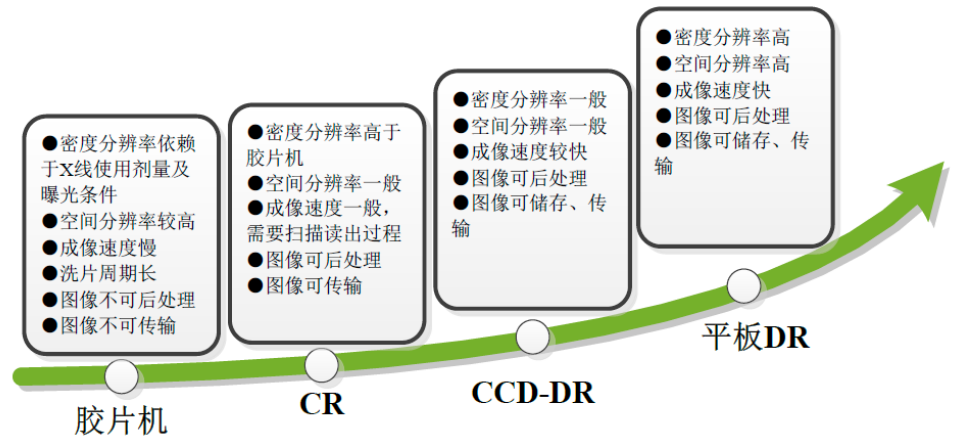 ●密度分辨率依赖
于X线使用剂量及
曝光条件
●空间分辨率较高
●成像速度慢
●洗片周期长
●图像不可后处理
●图像不可传输
胶片机
●密度分辨率高于
胶片机
●空间分辨率一般
●成像速度一般，
需要扫描读出过程
●图像可后处理
●图像可传输
CR
●密度分辨率一般
●空间分辨率一般
●成像速度较快
●图像可后处理
●图像可储存、传
输
CCD-DR
●密度分辨率高
●空间分辨率高
●成像速度快
●图像可后处理
●图像可储存、传
输
平板DR